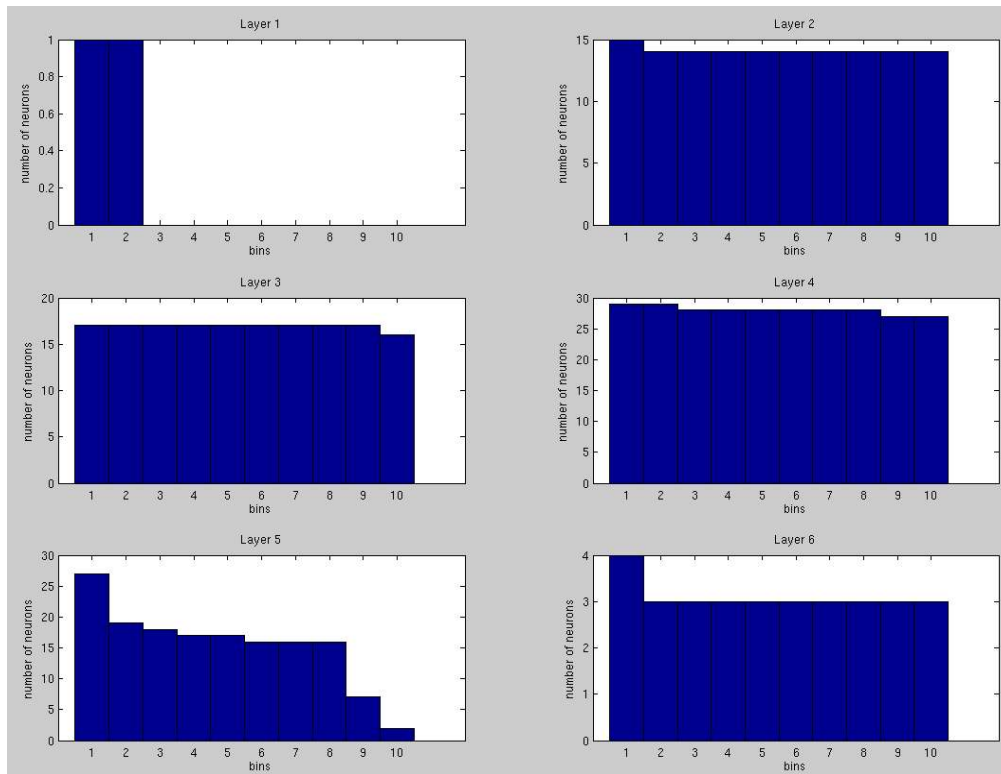 Layer 1
1
0.8
0.6
0.4
0.2
0
number of neurons
1 2 3 4 5 6 7 8 9 10
bins
Layer 2
15
10
5
0
number of neurons
1 2 3 4 5 6 7 8 9 10
bins
Layer 3
20
15
10
5
0
number of neurons
1 2 3 4 5 6 7 8 9 10
bins
Layer 4
30
25
20
15
10
5
0
number of neurons
1 2 3 4 5 6 7 8 9 10
bins
Layer 5
30
25
20
15
10
5
0
number of neurons
1 2 3 4 5 6 7 8 9 10
bins
Layer 6
4
3
2
1
0
number of neurons
1 2 3 4 5 6 7 8 9 10
bins